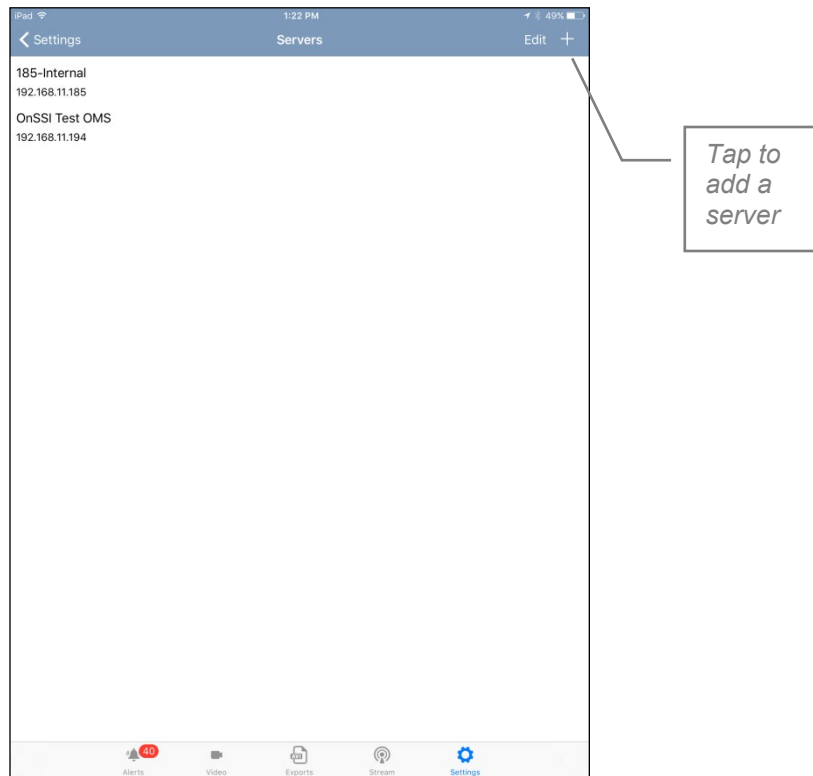 iPad 1:22 PM 49%
Settings Servers Edit +
185-Internal
192.168.11.185
OnSSI Test OMS
192.168.11.194
Tap to
add a
server
40
AVI
Alerts Video Exports Stream Settings